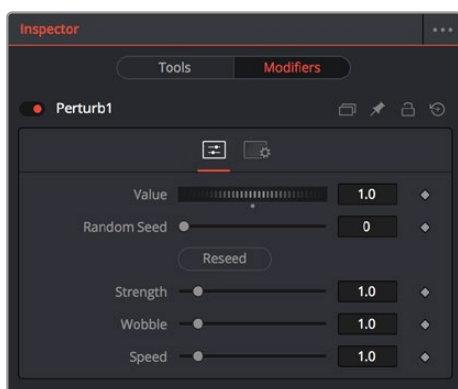 Inspector
Tools Modifiers
Perturb1
Value 1.0
Random Seed 0
Reseed
Strength 1.0
Wobble 1.0
Speed 1.0